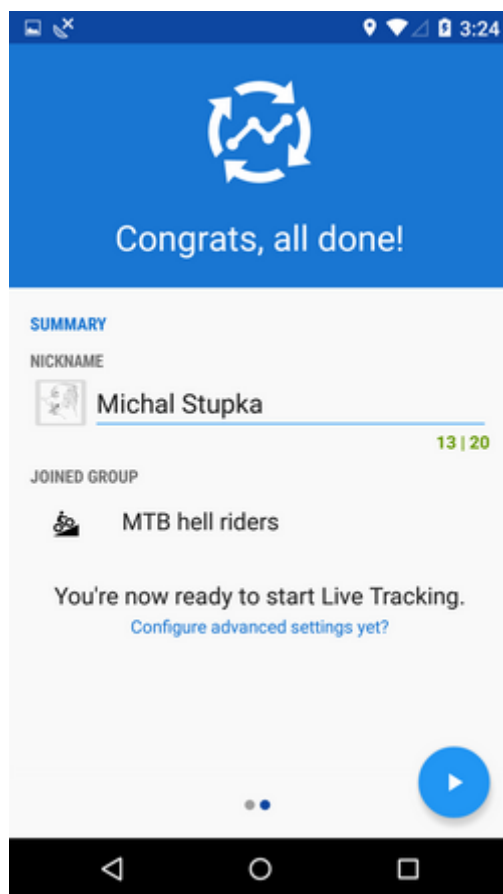 3:24
Congrats, all done!
SUMMARY
NICKNAME
Michal Stupka
13 | 20
JOINED GROUP
MTB hell riders
You're now ready to start Live Tracking.
Configure advanced settings yet?